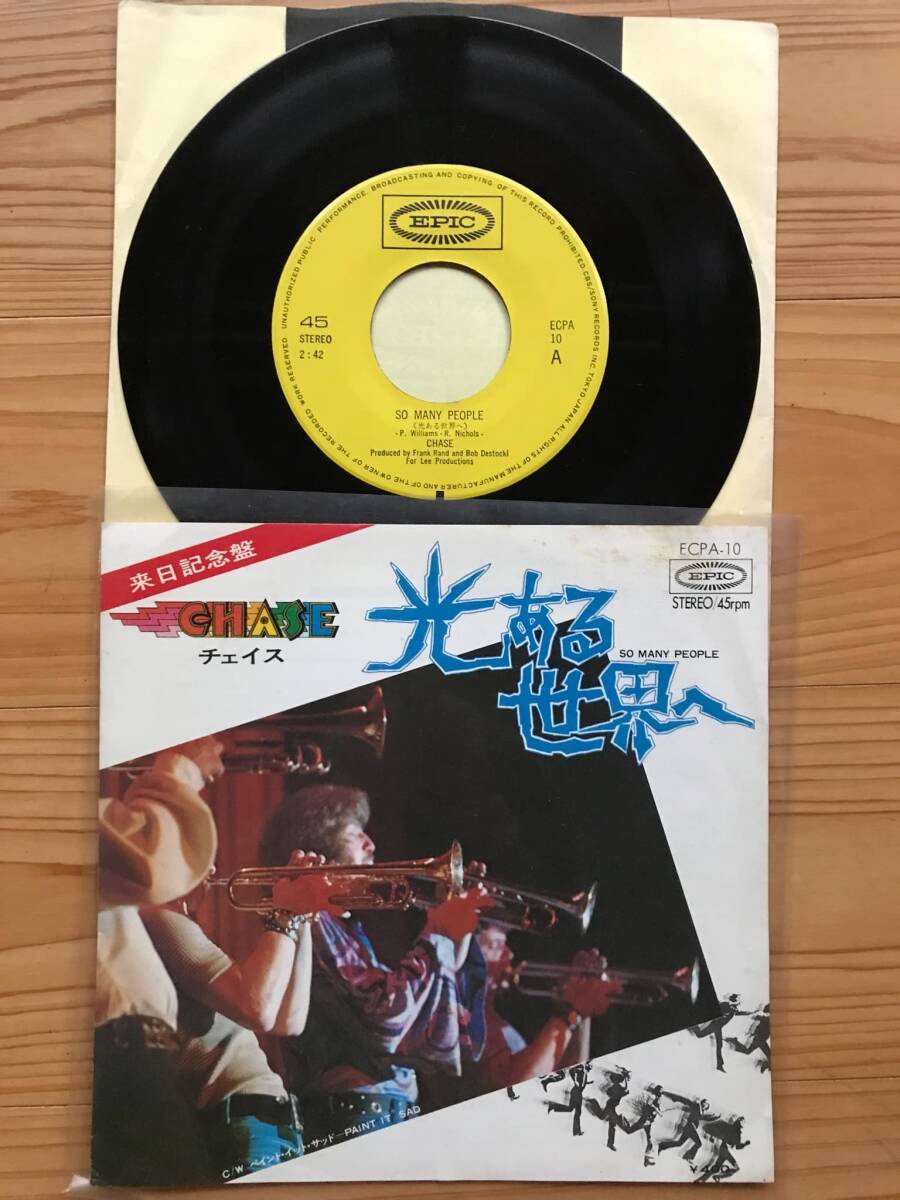 EPIC
UNAUTHORIZED PUBLIC PERFORMANCE, BROADCASTING AND COPYING OF THIS RECORD PROHIBITED. CBS/SONY RECORDS INC. TOKYO JAPAN. ALL RIGHTS OF THE MANUFACTURER AND OF THE OWNER OF THE RECORDED WORK RESERVED.
45
STEREO
2:42
ECPA
10
A
SO MANY PEOPLE
(光ある世界へ)
-P. Williams-R. Nichols-
CHASE
Produced by Frank Rand and Bob Destocki
For Lee Productions
来日記念盤
CHASE
チェイス
光ある
世界へ
SO MANY PEOPLE
ECPA-10
EPIC
STEREO/45rpm
C/W ペイント・イット・サッド—PAINT IT SAD
¥400